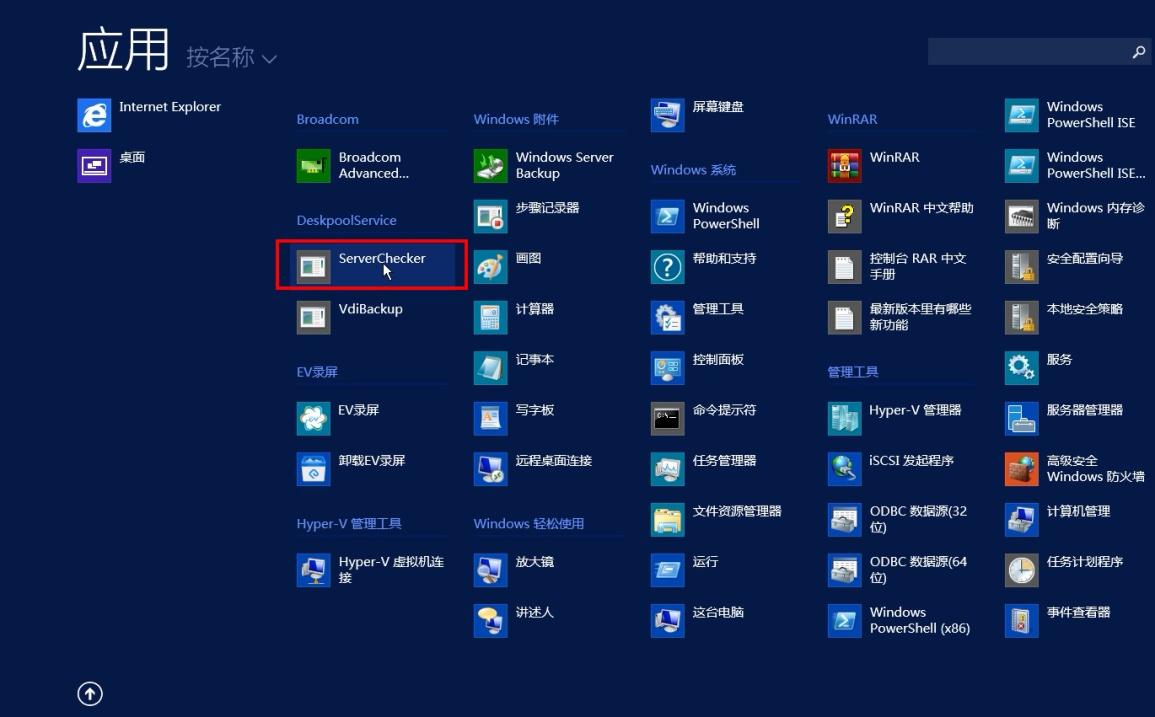 应用 按名称
Internet Explorer
桌面
Broadcom
Broadcom
Advanced...
DeskpoolService
ServerChecker
VdiBackup
EV录屏
EV录屏
卸载EV录屏
Hyper-V 管理工具
Hyper-V 虚拟机连
接
Windows 附件
Windows Server
Backup
步骤记录器
画图
计算器
记事本
写字板
远程桌面连接
Windows 轻松使用
放大镜
讲述人
屏幕键盘
Windows 系统
Windows
PowerShell
帮助和支持
管理工具
控制面板
命令提示符
任务管理器
文件资源管理器
运行
这台电脑
WinRAR
WinRAR
WinRAR 中文帮助
控制台 RAR 中文
手册
最新版本里有哪些
新功能
管理工具
Hyper-V 管理器
iSCSI 发起程序
ODBC 数据源(32
位)
ODBC 数据源(64
位)
Windows
PowerShell (x86)
Windows
PowerShell ISE
Windows
PowerShell ISE...
Windows 内存诊
断
安全配置向导
本地安全策略
服务
服务器管理器
高级安全
Windows 防火墙
计算机管理
任务计划程序
事件查看器